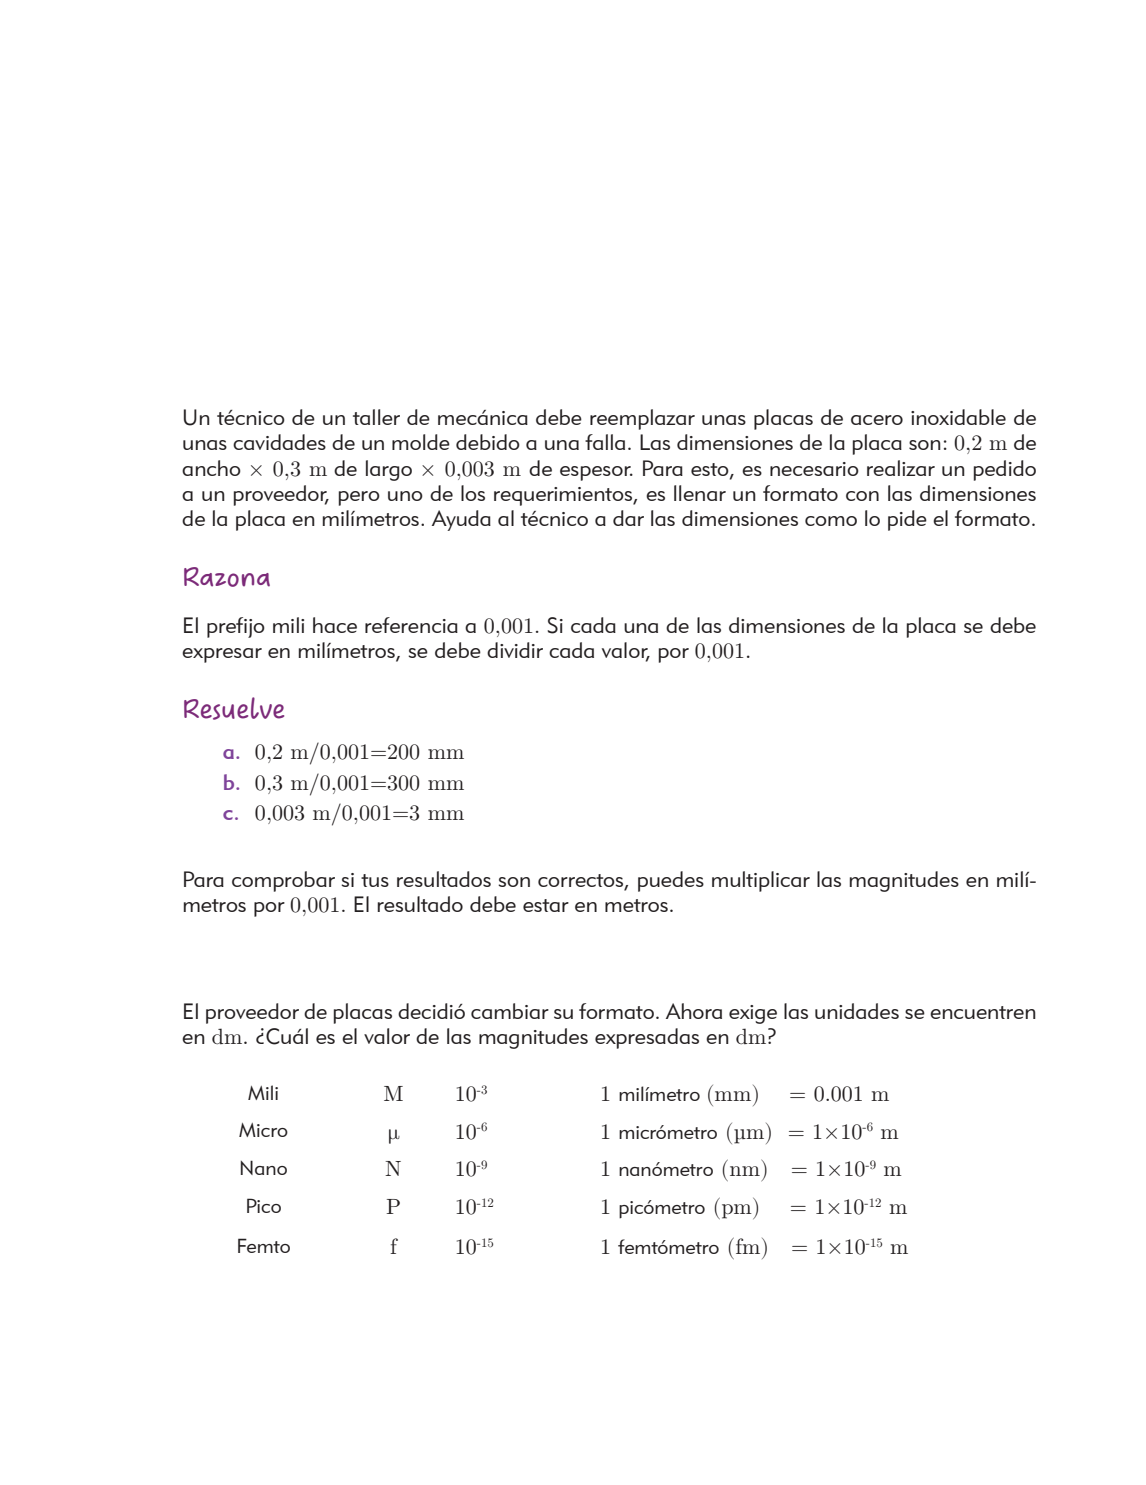 Un técnico de un taller de mecánica debe reemplazar unas placas de acero inoxidable de
unas cavidades de un molde debido a una falla. Las dimensiones de la placa son: 0,2 m de
ancho × 0,3 m de largo × 0,003 m de espesor. Para esto, es necesario realizar un pedido
a un proveedor, pero uno de los requerimientos, es llenar un formato con las dimensiones
de la placa en milímetros. Ayuda al técnico a dar las dimensiones como lo pide el formato.
Razona
El prefijo mili hace referencia a 0,001. Si cada una de las dimensiones de la placa se debe
expresar en milímetros, se debe dividir cada valor, por 0,001.
Resuelve
a. 0,2 m/0,001=200 mm
b. 0,3 m/0,001=300 mm
c. 0,003 m/0,001=3 mm
Para comprobar si tus resultados son correctos, puedes multiplicar las magnitudes en milí-
metros por 0,001. El resultado debe estar en metros.
El proveedor de placas decidió cambiar su formato. Ahora exige las unidades se encuentren
en dm. ¿Cuál es el valor de las magnitudes expresadas en dm?
Mili M 10⁻³ 1 milímetro (mm) = 0.001 m
Micro µ 10⁻⁶ 1 micrómetro (µm) = 1×10⁻⁶ m
Nano N 10⁻⁹ 1 nanómetro (nm) = 1×10⁻⁹ m
Pico P 10⁻¹² 1 picómetro (pm) = 1×10⁻¹² m
Femto f 10⁻¹⁵ 1 femtómetro (fm) = 1×10⁻¹⁵ m